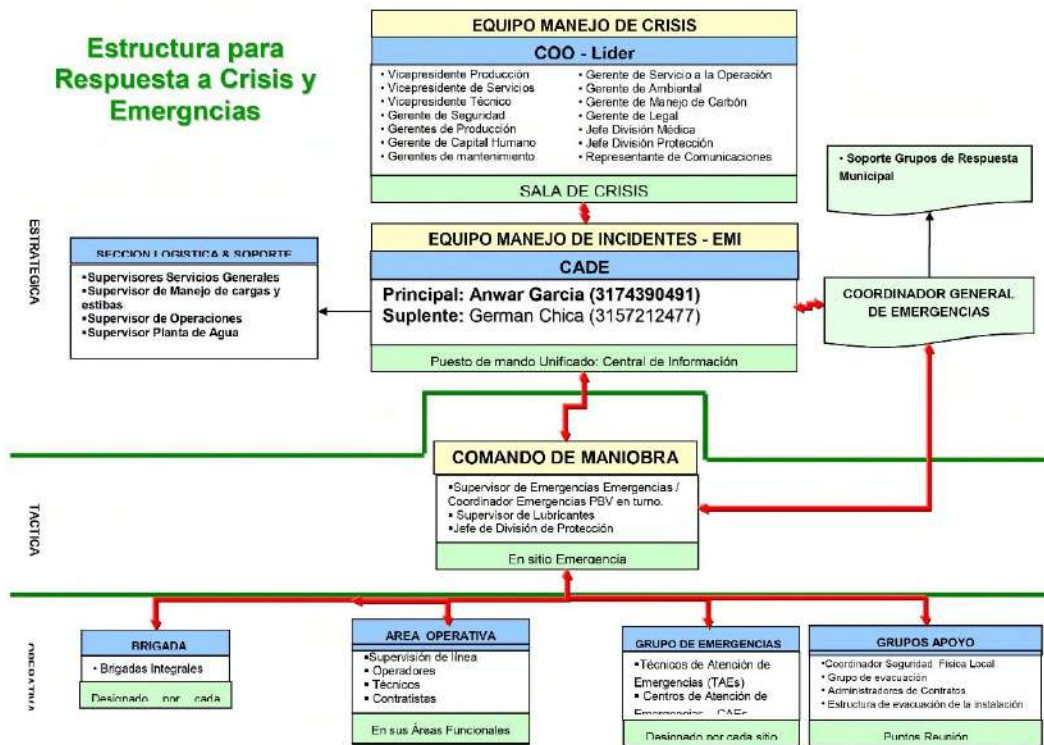 Estructura para
Respuesta a Crisis y
Emergncias
EQUIPO MANEJO DE CRISIS
COO - Lider
• Vicepresidente Producción
• Vicepresidente de Servicios
• Vicepresidente Técnico
• Gerente de Seguridad
• Gerentes de Producción
• Gerente de Capital Humano
• Gerentes de mantenimiento
• Gerente de Servicio a la Operación
• Gerente de Ambiental
• Gerente de Manejo de Carbón
• Gerente de Legal
• Jefe División Médica
• Jefe División Protección
• Representante de Comunicaciones
SALA DE CRISIS
• Soporte Grupos de Respuesta
Municipal
ESTRATEGICA
SECCION LOGISTICA & SOPORTE
▪Supervisores Servicios Generales
▪Supervisor de Manejo de cargas y
estibas
▪Supervisor de Operaciones
▪Supervisor Planta de Agua
EQUIPO MANEJO DE INCIDENTES - EMI
CADE
Principal: Anwar Garcia (3174390491)
Suplente: German Chica (3157212477)
Puesto de mando Unificado: Central de Información
COORDINADOR GENERAL
DE EMERGENCIAS
TACTICA
COMANDO DE MANIOBRA
▪Supervisor de Emergencias Emergencias /
Coordinador Emergencias PBV en turno.
▪ Supervisor de Lubricantes
▪ Jefe de División de Protección
En sitio Emergencia
OPERATIVA
BRIGADA
• Brigadas Integrales
Designado por cada
AREA OPERATIVA
▪Supervisión de línea
▪ Operadores
▪ Técnicos
▪ Contratistas
En sus Áreas Funcionales
GRUPO DE EMERGENCIAS
▪Técnicos de Atención de
Emergencias (TAEs)
▪ Centros de Atención de
Emergencias CAEs
Designado por cada sitio
GRUPOS APOYO
▪Coordinador Seguridad Física Local
▪ Grupo de evacuación
▪ Administradores de Contratos
▪ Estructura de evacuación de la instalación
Puntos Reunión